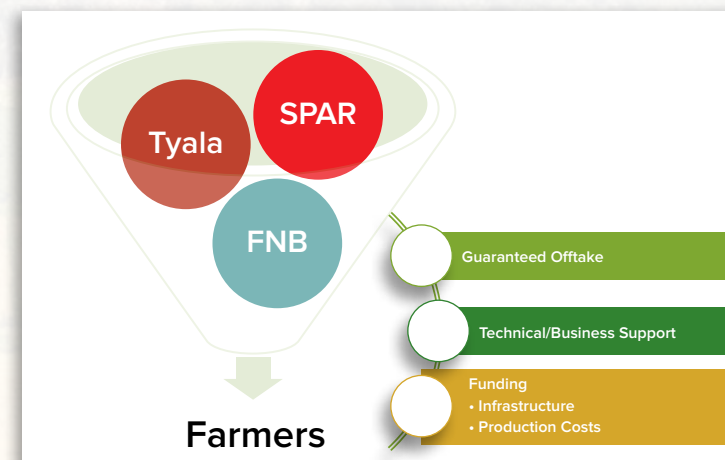 Tyala
SPAR
FNB
Farmers
Guaranteed Offtake
Technical/Business Support
Funding
• Infrastructure
• Production Costs